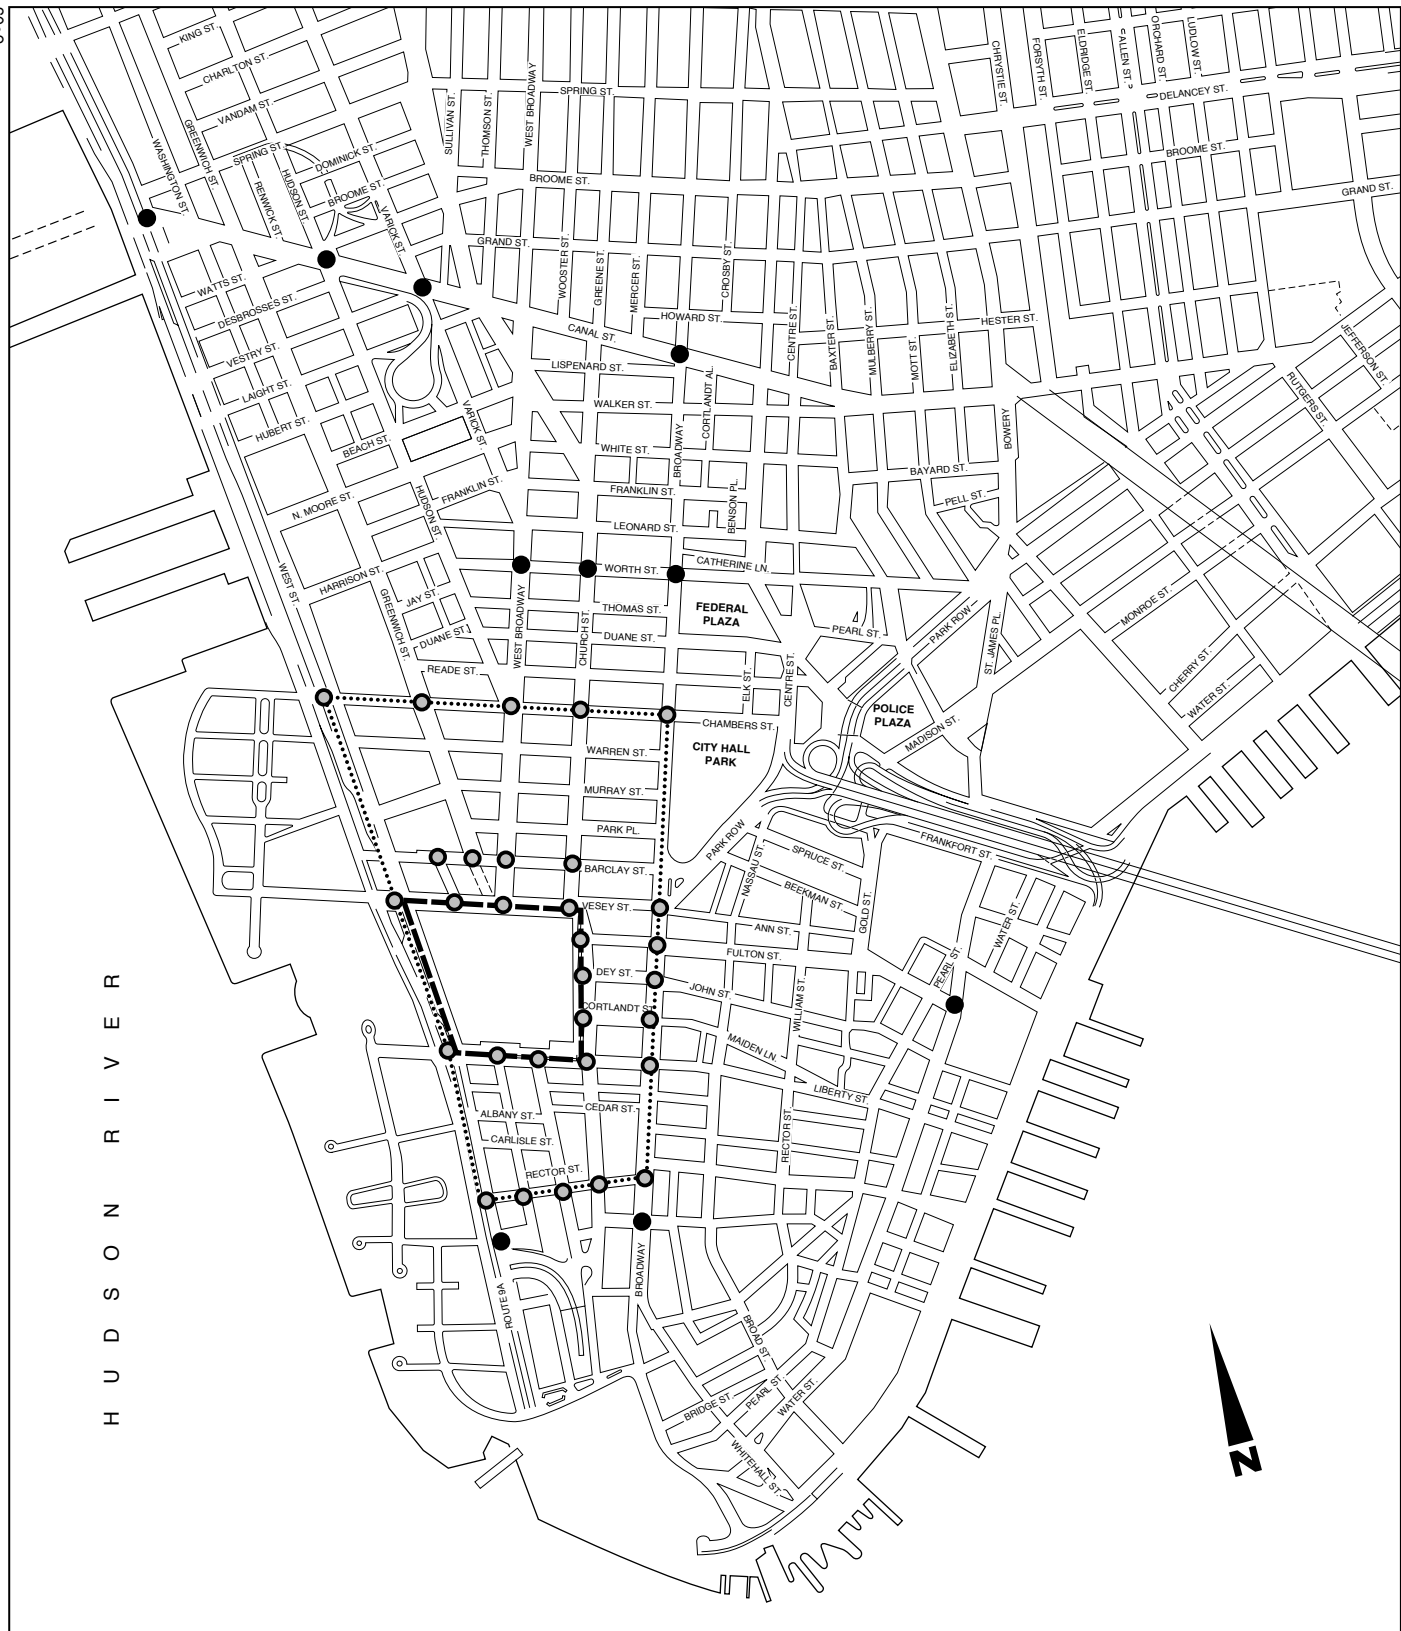 KING ST.
CHARLTON ST.
VANDAM ST.
SPRING ST.
DOMINICK ST.
BROOME ST.
WASHINGTON ST.
GREENWICH ST.
RENWICK ST.
HUDSON ST.
VARICK ST.
SULLIVAN ST.
THOMSON ST.
WEST BROADWAY
SPRING ST.
BROOME ST.
GRAND ST.
WOOSTER ST.
GREENE ST.
MERCER ST.
CROSBY ST.
HOWARD ST.
CENTRE ST.
BAXTER ST.
MULBERRY ST.
MOTT ST.
ELIZABETH ST.
HESTER ST.
CHRYSTIE ST.
FORSYTH ST.
ELDRIDGE ST.
ALLEN ST.
ORCHARD ST.
LUDLOW ST.
DELANCEY ST.
BROOME ST.
GRAND ST.
JEFFERSON ST.
RUTGERS ST.
WATTS ST.
DESBROSSES ST.
VESTRY ST.
LAIGHT ST.
HUBERT ST.
BEACH ST.
N. MOORE ST.
VARICK ST.
CANAL ST.
LISPENARD ST.
WALKER ST.
WHITE ST.
FRANKLIN ST.
FRANKLIN ST.
LEONARD ST.
BROADWAY
CORTLANDT AL.
BENSON PL.
CATHERINE LN.
BOWERY
BAYARD ST.
PELL ST.
HUDSON ST.
WEST ST.
HARRISON ST.
JAY ST.
DUANE ST.
GREENWICH ST.
READE ST.
WEST BROADWAY
CHURCH ST.
WORTH ST.
THOMAS ST.
DUANE ST.
FEDERAL
PLAZA
ELK ST.
CENTRE ST.
PEARL ST.
PARK ROW
ST. JAMES PL.
MONROE ST.
CHERRY ST.
WATER ST.
POLICE
PLAZA
MADISON ST.
CHAMBERS ST.
WARREN ST.
CITY HALL
PARK
MURRAY ST.
PARK PL.
BARCLAY ST.
VESEY ST.
PARK ROW
NASSAU ST.
SPRUCE ST.
BEEKMAN ST.
FRANKFORT ST.
GOLD ST.
ANN ST.
FULTON ST.
WATER ST.
PEARL ST.
DEY ST.
CORTLANDT ST.
JOHN ST.
WILLIAM ST.
MAIDEN LN.
LIBERTY ST.
CEDAR ST.
ALBANY ST.
CARLISLE ST.
RECTOR ST.
RECTOR ST.
HUDSON RIVER
ROUTE 9A
BROADWAY
BROAD ST.
BRIDGE ST.
PEARL ST.
WATER ST.
WHITEHALL ST.
N